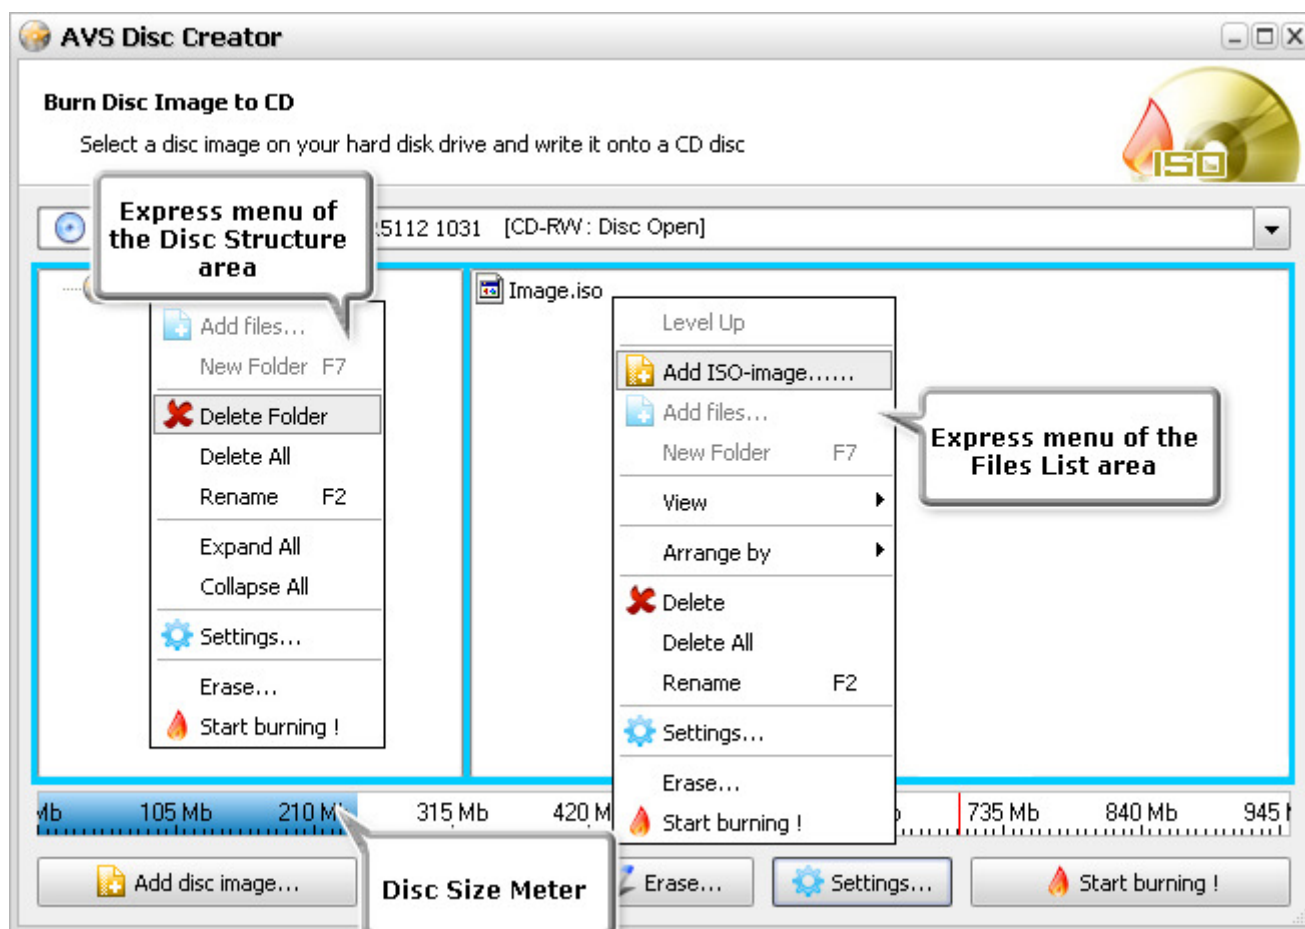 AVS Disc Creator
Burn Disc Image to CD
Select a disc image on your hard disk drive and write it onto a CD disc
ISO
Express menu of
the Disc Structure
area
5112 1031 [CD-RW : Disc Open]
Image.iso
Add files...
New Folder F7
Delete Folder
Delete All
Rename F2
Expand All
Collapse All
Settings...
Erase...
Start burning !
Level Up
Add ISO-image......
Add files...
New Folder F7
View
Arrange by
Delete
Delete All
Rename F2
Settings...
Erase...
Start burning !
Express menu of the
Files List area
Mb 105 Mb 210 Mb 315 Mb 420 M 735 Mb 840 Mb 945
Disc Size Meter
Add disc image... Erase... Settings... Start burning !